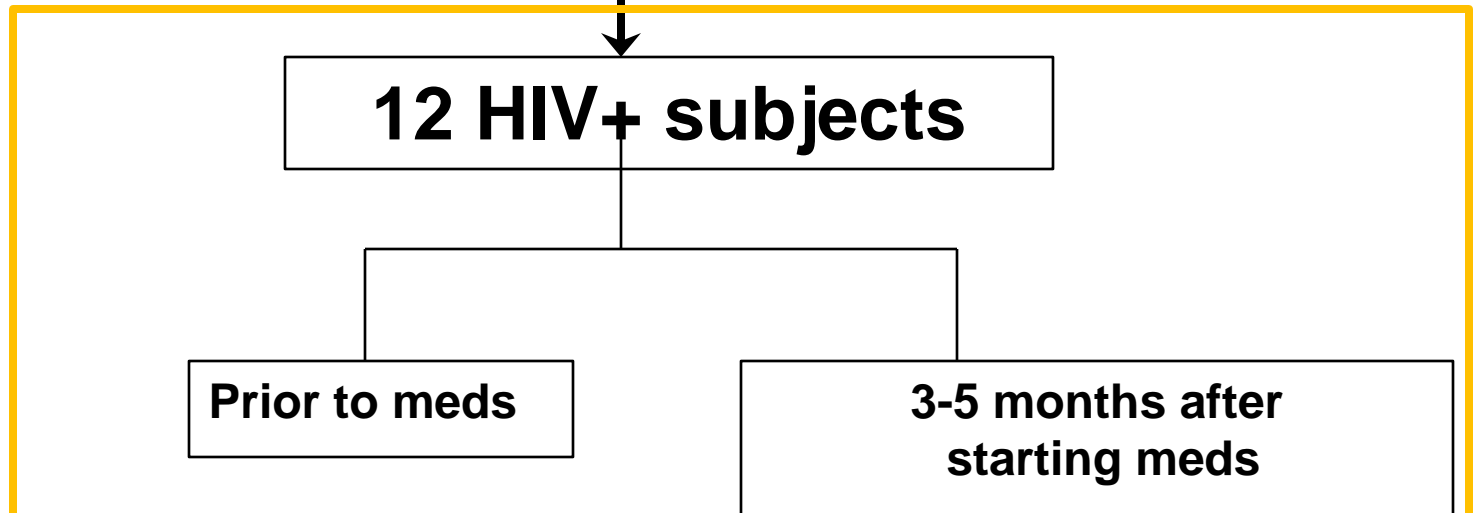 12 HIV+ subjects
Prior to meds
3-5 months after
starting meds